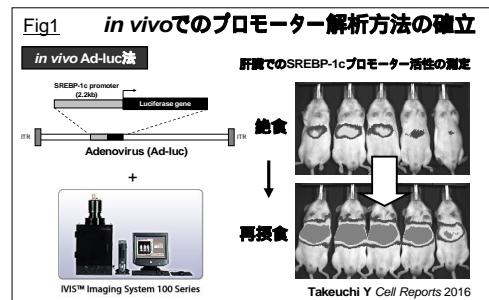 Fig1
in vivoでのプロモーター解析方法の確立
in vivo Ad-luc法
SREBP-1c promoter
(2.2kb)
Luciferase gene
ITR
ITR
Adenovirus (Ad-luc)
+
IVIS™ Imaging System 100 Series
肝臓でのSREBP-1cプロモーター活性の測定
絶食
再摂食
Takeuchi Y Cell Reports 2016